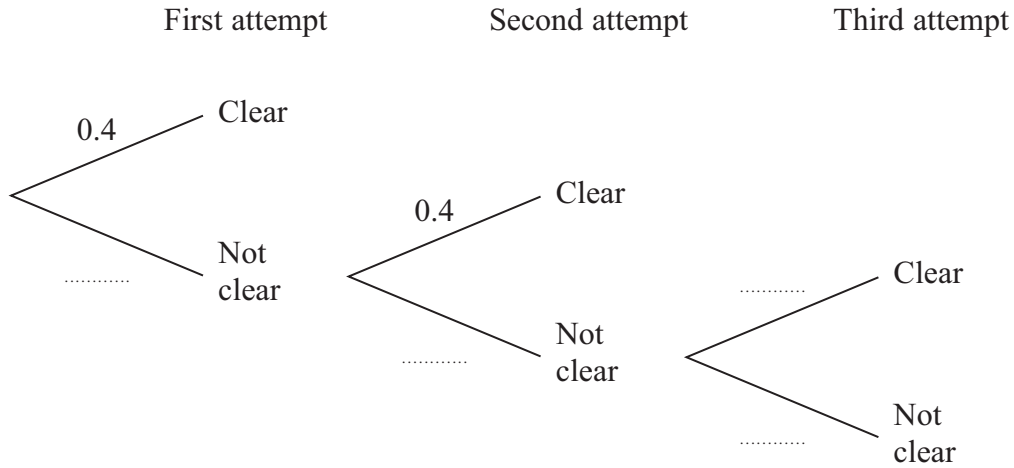 First attempt
Second attempt
Third attempt
0.4
Clear
Not
clear
............
0.4
Clear
Not
clear
............
............
Clear
............
Not
clear